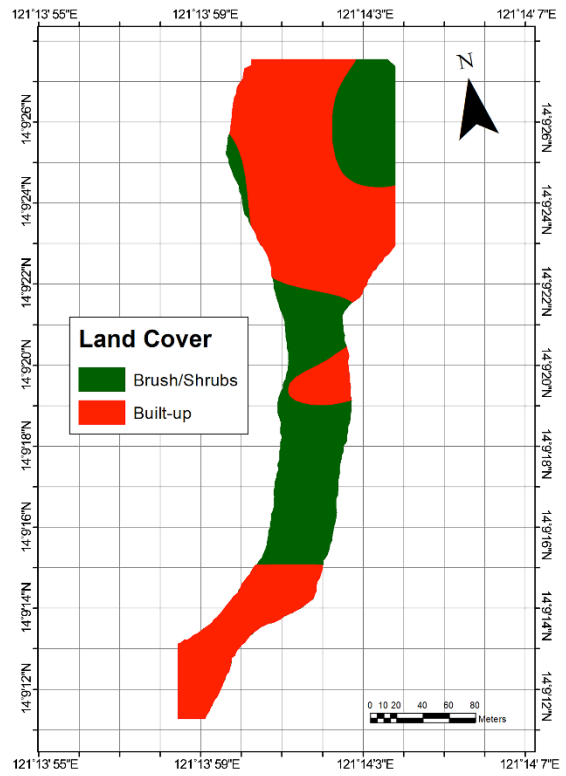 121°13'55"E 121°13'59"E 121°14'3"E 121°14'7"E
N
14°9'26"N 14°9'26"N
14°9'24"N 14°9'24"N
14°9'22"N 14°9'22"N
Land Cover
Brush/Shrubs
Built-up
14°9'20"N 14°9'20"N
14°9'18"N 14°9'18"N
14°9'16"N 14°9'16"N
14°9'14"N 14°9'14"N
14°9'12"N 14°9'12"N
0 10 20 40 60 80
Meters
121°13'55"E 121°13'59"E 121°14'3"E 121°14'7"E